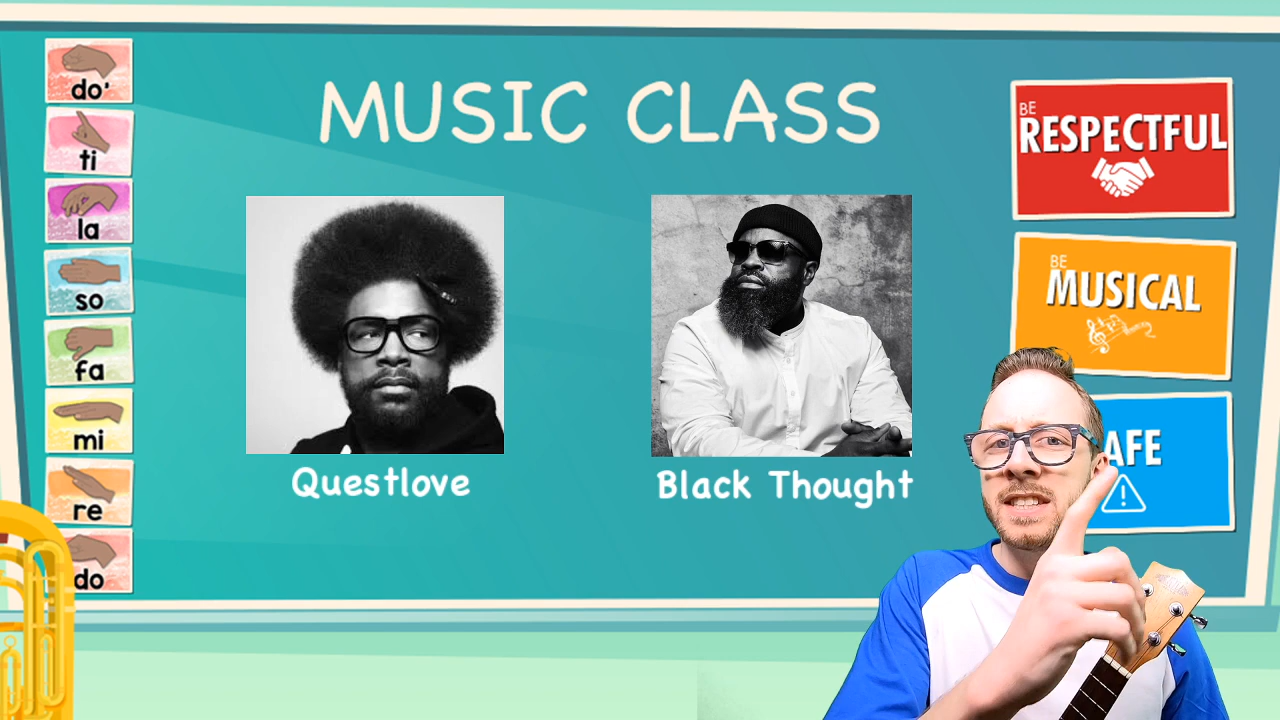 MUSIC CLASS
do'
ti
la
so
fa
mi
re
do
Questlove
Black Thought
BE
RESPECTFUL
BE
MUSICAL
AFE